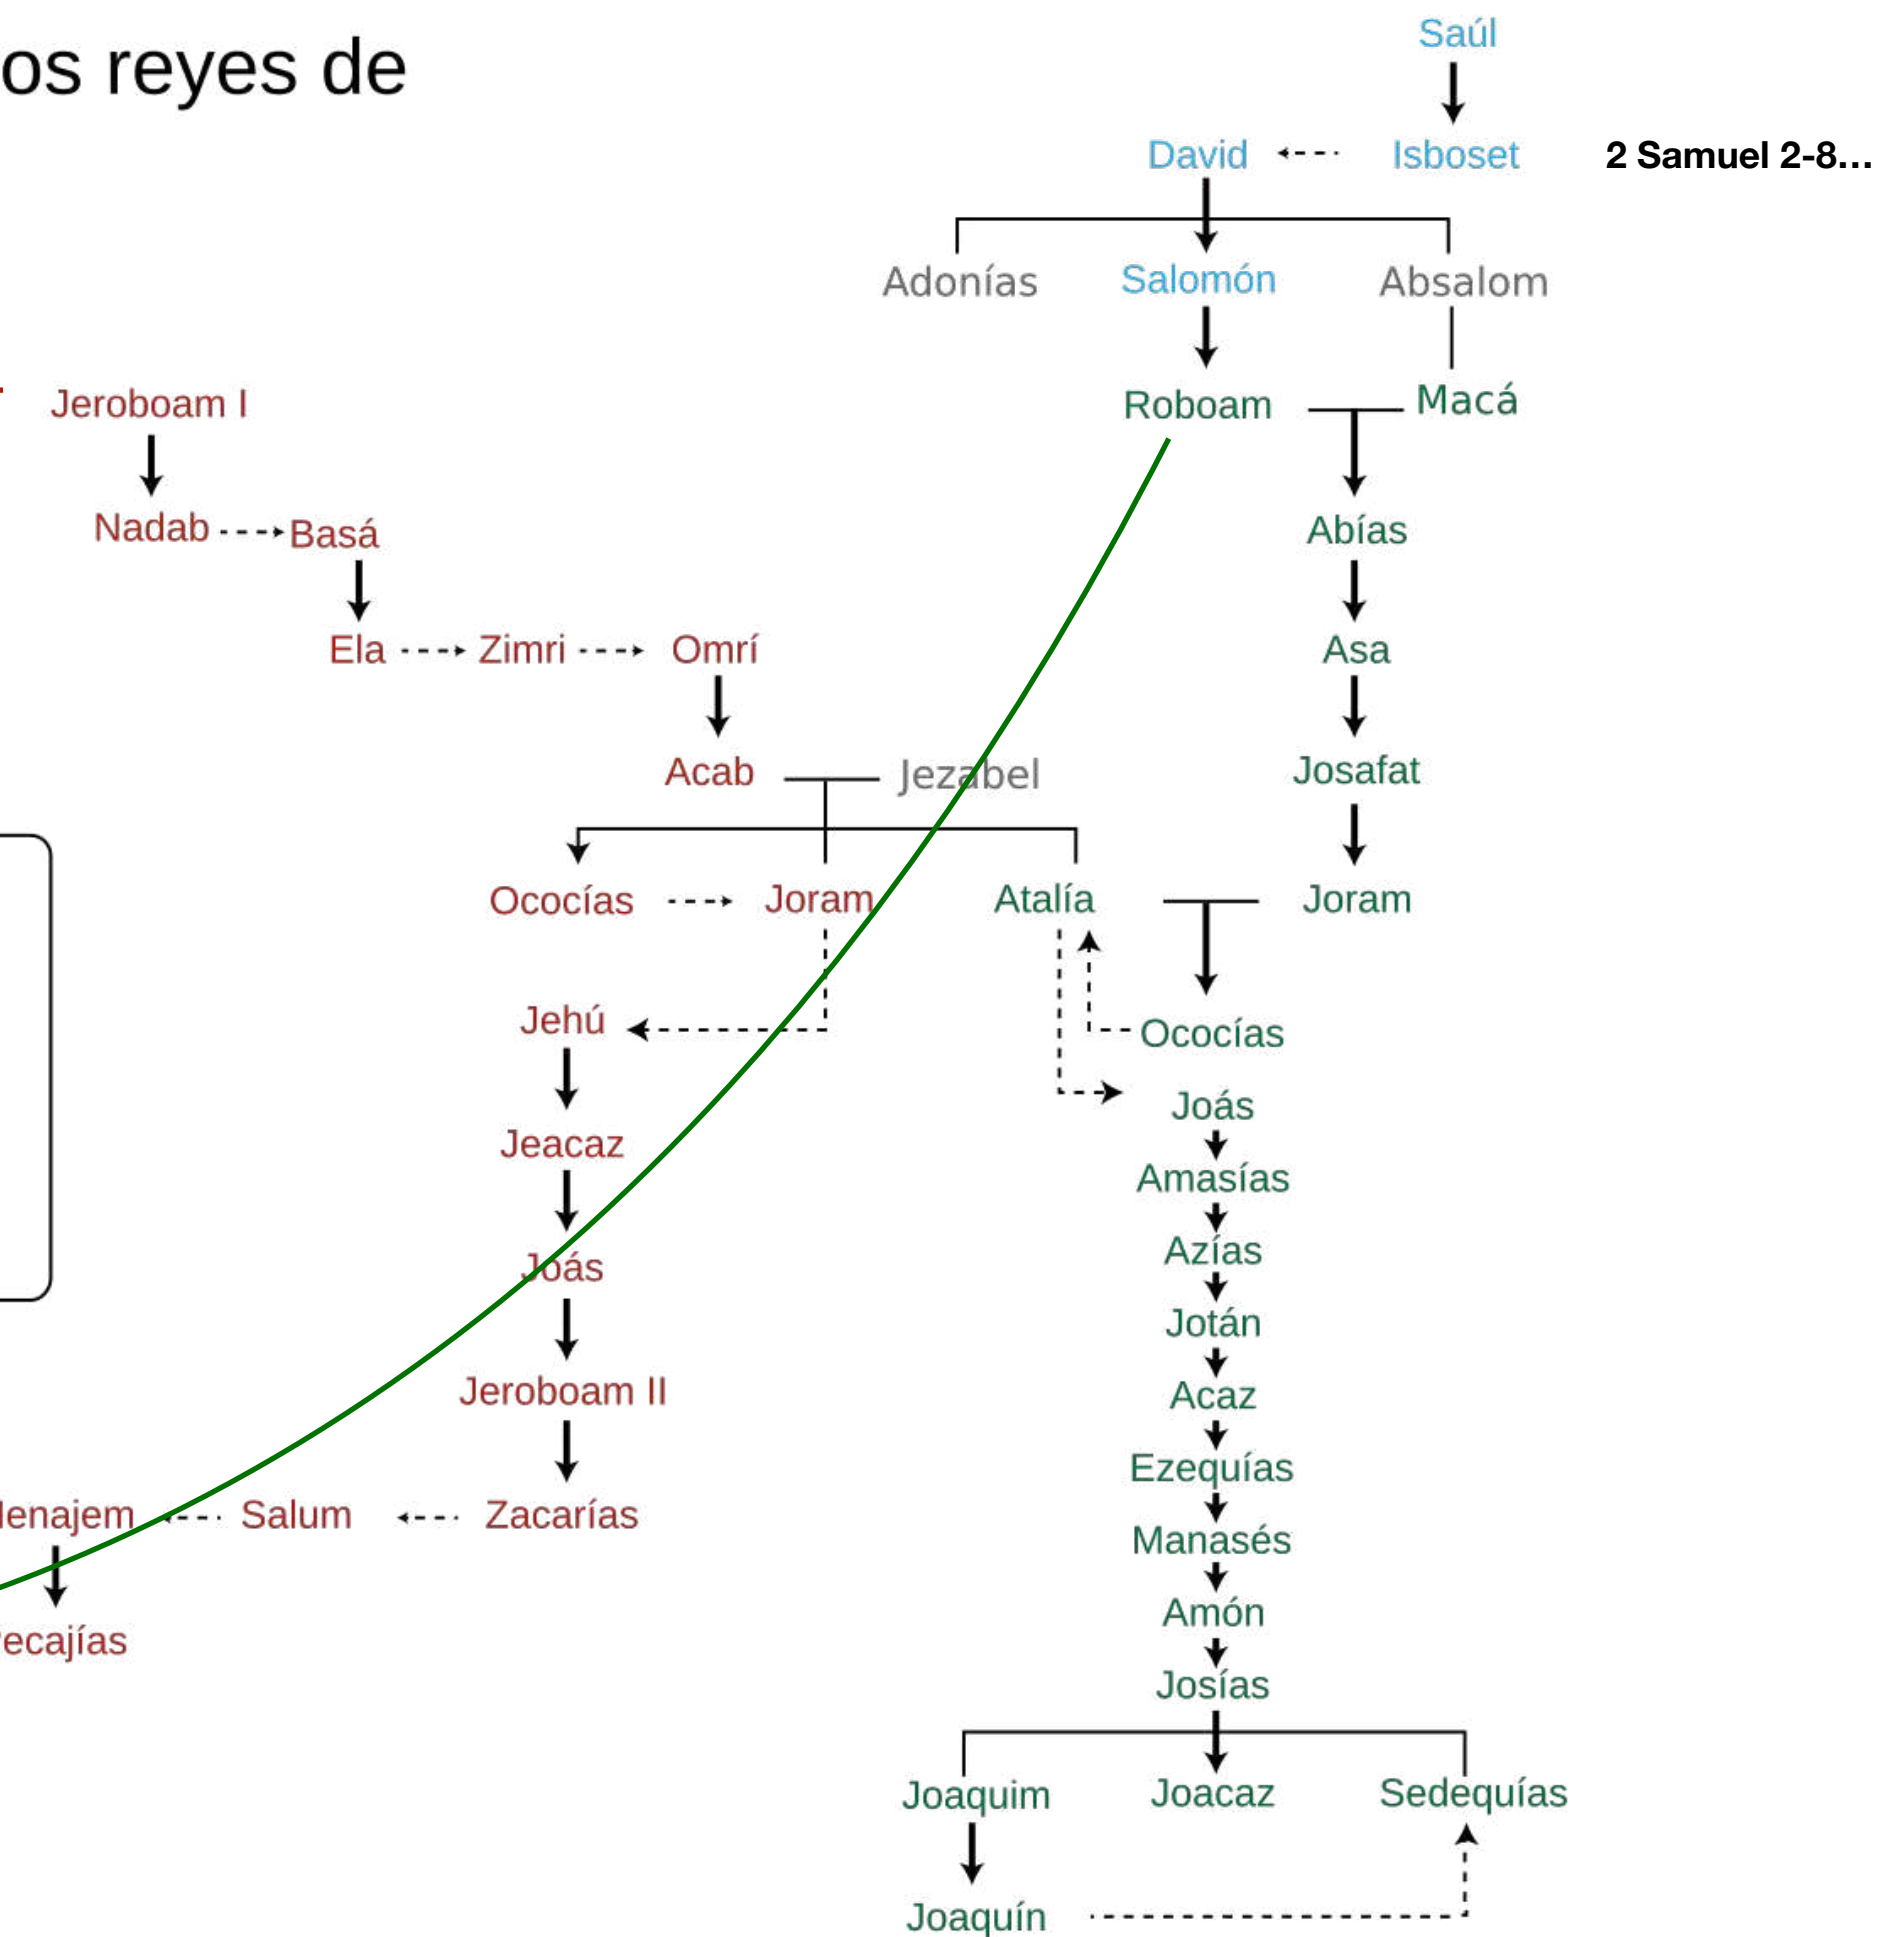 os reyes de
Saúl
David
Isboset
2 Samuel 2-8...
Adonías
Salomón
Absalom
Jeroboam I
Roboam
Macá
Nadab
Basá
Abías
Ela
Zimri
Omrí
Asa
Acab
Jezabel
Josafat
Ococías
Joram
Atalía
Joram
Jehú
Ococías
Jeacaz
Joás
Amasías
Joás
Azías
Jotán
Jeroboam II
Acaz
Ezequías
enajem
Salum
Zacarías
Manasés
Amón
ecajías
Josías
Joaquim
Joacaz
Sedequías
Joaquín